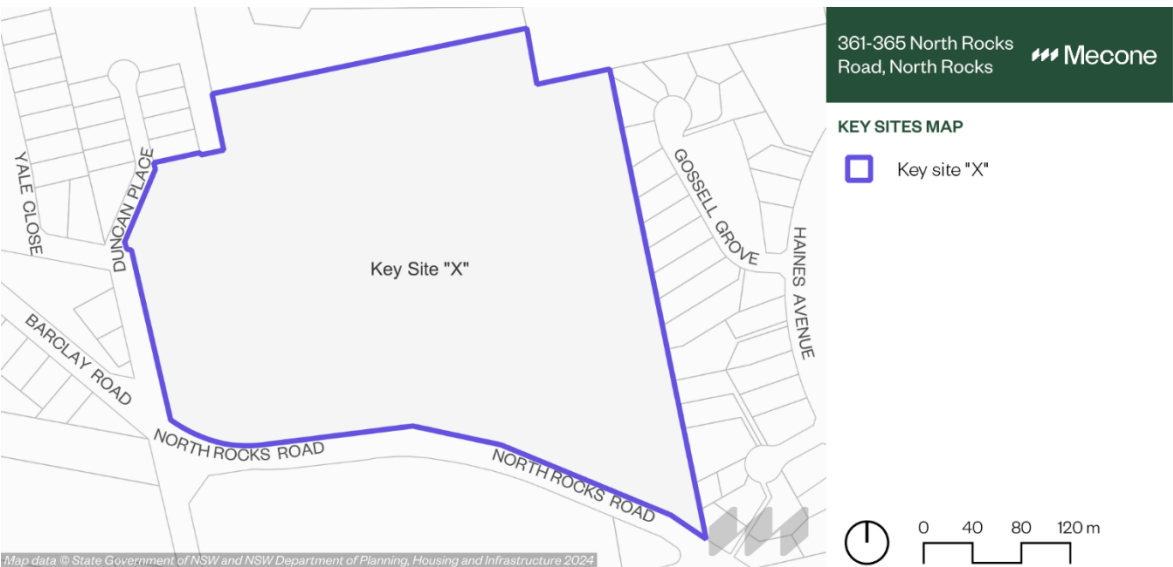 361-365 North Rocks
Road, North Rocks
Mecone
KEY SITES MAP
Key site "X"
YALE CLOSE
DUNCAN PLACE
BARCLAY ROAD
Key Site "X"
GOSSELL GROVE
HAINES AVENUE
NORTH ROCKS ROAD
NORTH ROCKS ROAD
0 40 80 120 m
Map data © State Government of NSW and NSW Department of Planning, Housing and Infrastructure 2024